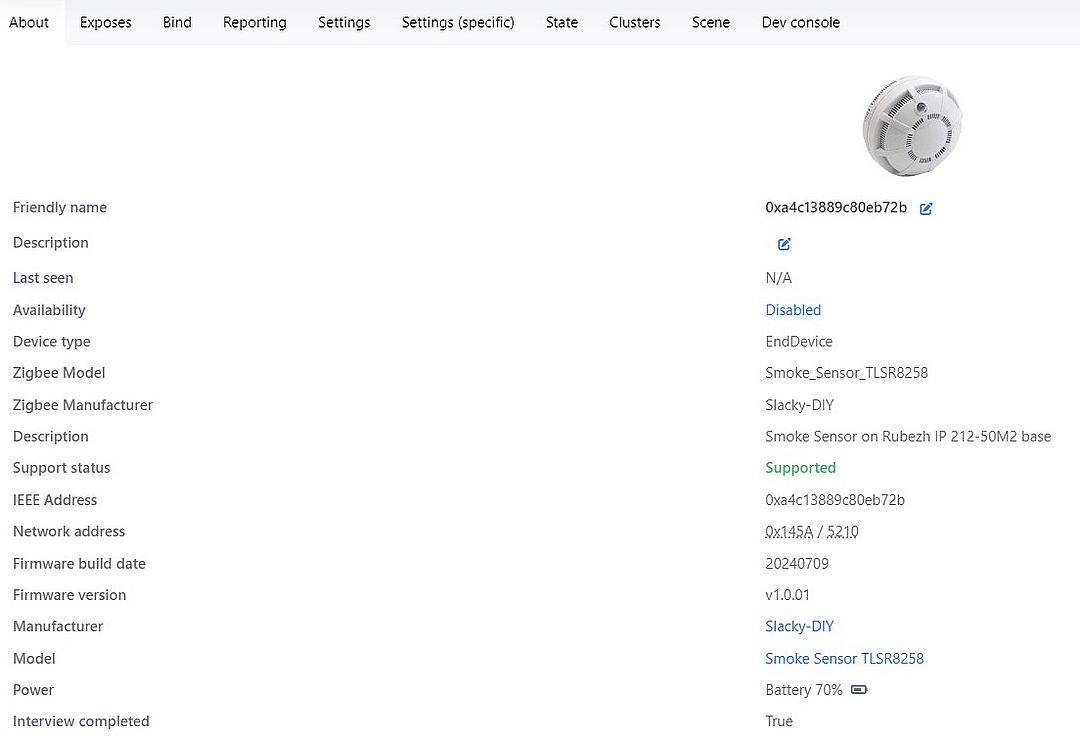 About Exposes Bind Reporting Settings Settings (specific) State Clusters Scene Dev console
Friendly name 0xa4c13889c80eb72b
Description
Last seen N/A
Availability Disabled
Device type EndDevice
Zigbee Model Smoke_Sensor_TLSR8258
Zigbee Manufacturer Slacky-DIY
Description Smoke Sensor on Rubezh IP 212-50M2 base
Support status Supported
IEEE Address 0xa4c13889c80eb72b
Network address 0x145A / 5210
Firmware build date 20240709
Firmware version v1.0.01
Manufacturer Slacky-DIY
Model Smoke Sensor TLSR8258
Power Battery 70%
Interview completed True